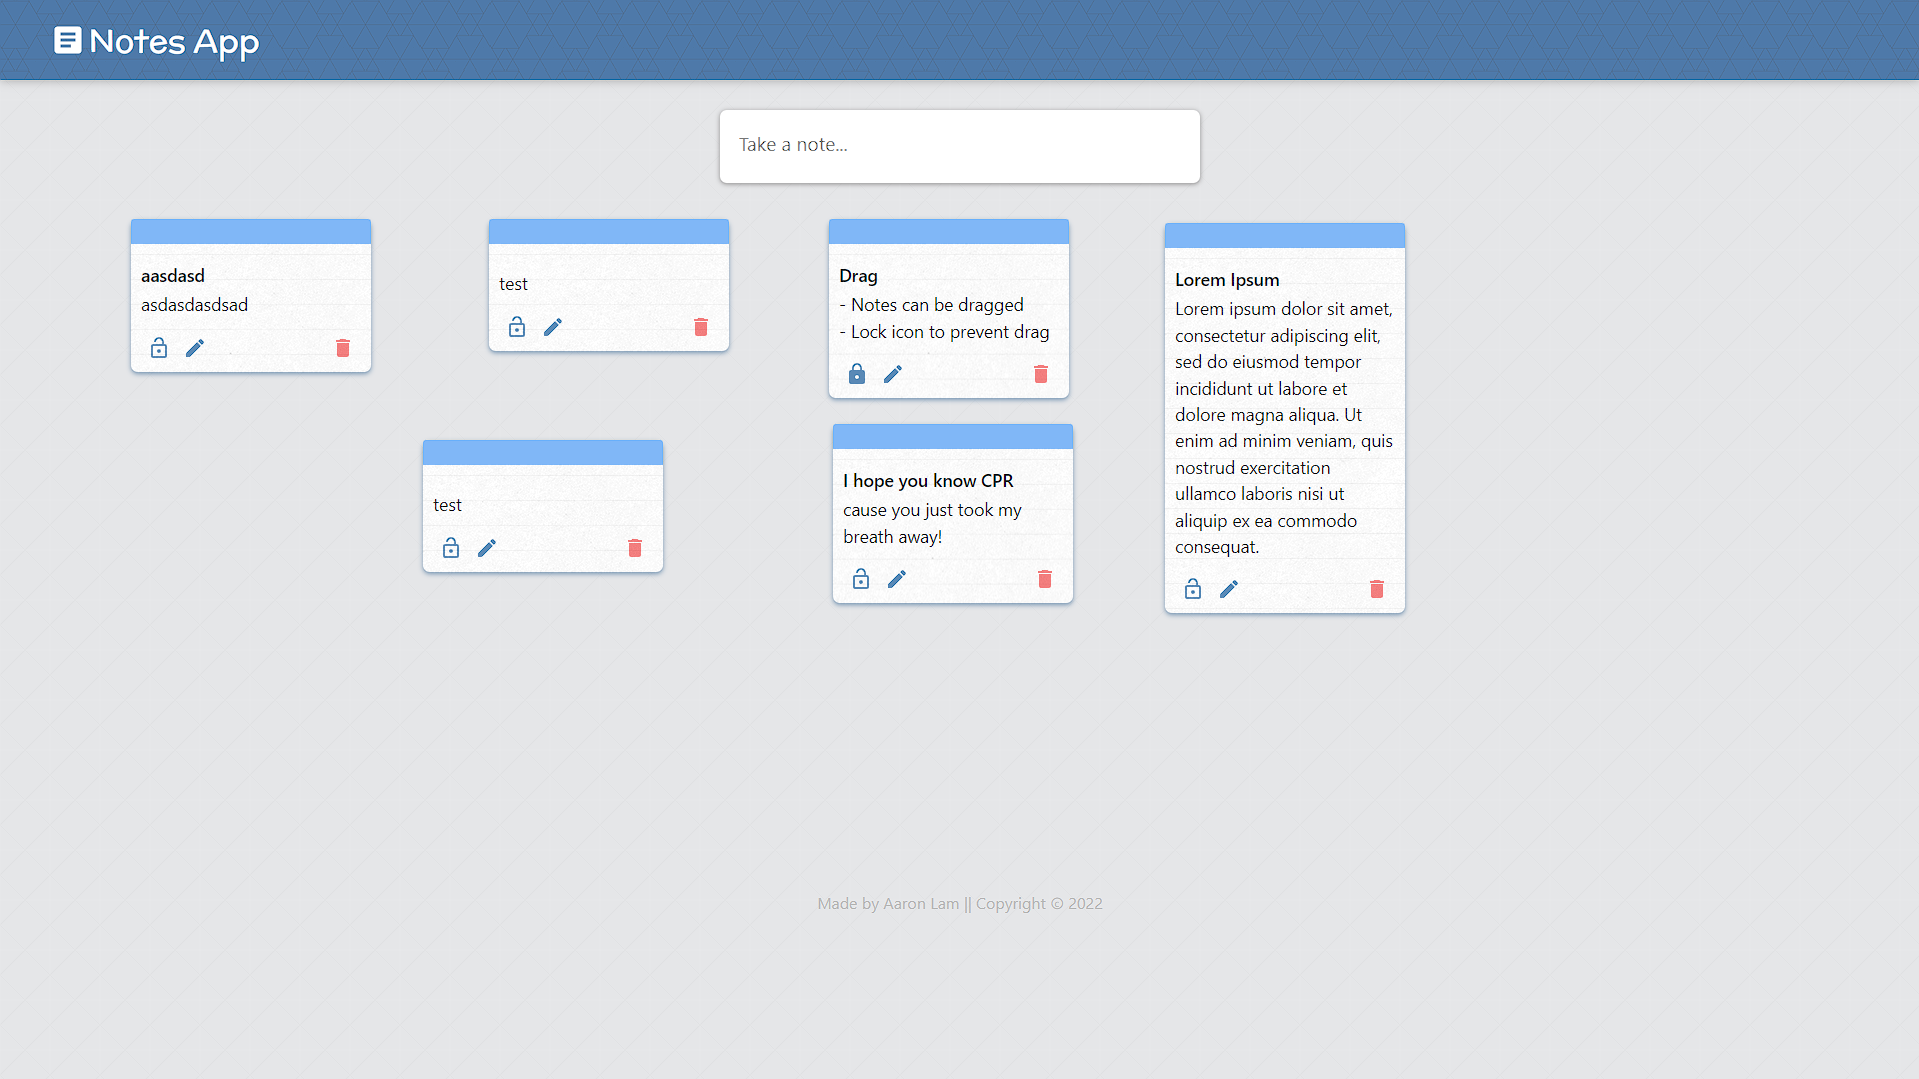 Notes App
Take a note...
aasdasd
asdasdasdsad
test
Drag
- Notes can be dragged
- Lock icon to prevent drag
Lorem Ipsum
Lorem ipsum dolor sit amet,
consectetur adipiscing elit,
sed do eiusmod tempor
incididunt ut labore et
dolore magna aliqua. Ut
enim ad minim veniam, quis
nostrud exercitation
ullamco laboris nisi ut
aliquip ex ea commodo
consequat.
test
I hope you know CPR
cause you just took my
breath away!
Made by Aaron Lam || Copyright © 2022